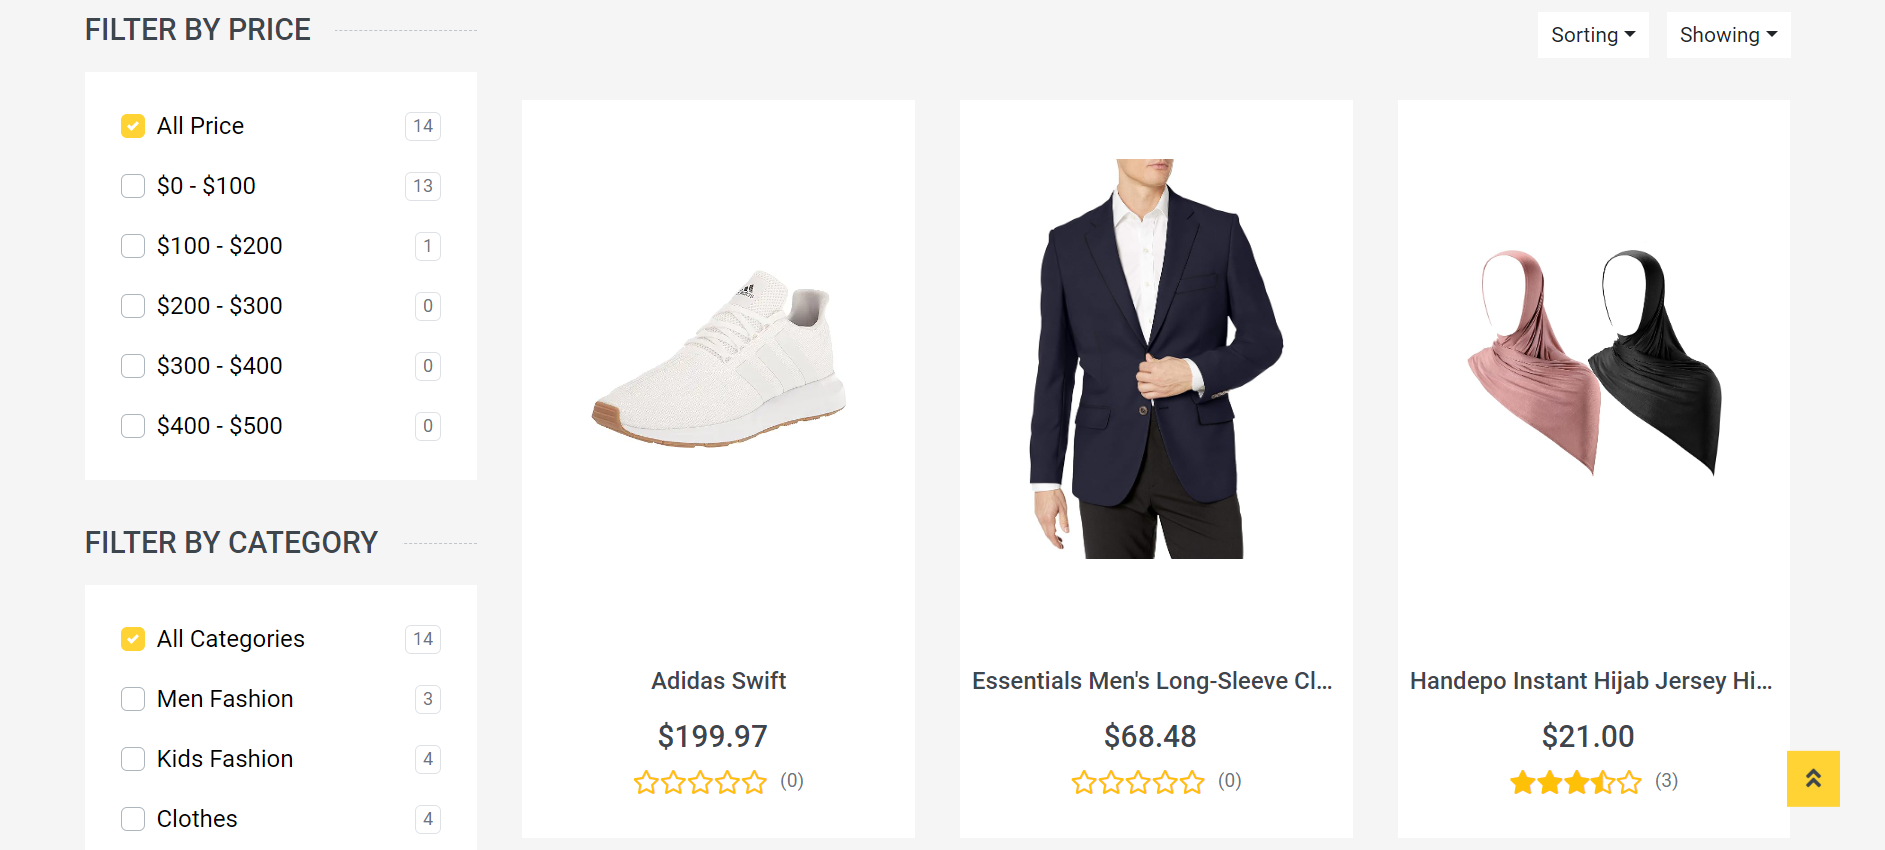 FILTER BY PRICE
All Price 14
$0 - $100 13
$100 - $200 1
$200 - $300 0
$300 - $400 0
$400 - $500 0
FILTER BY CATEGORY
All Categories 14
Men Fashion 3
Kids Fashion 4
Clothes 4
Sorting Showing
Adidas Swift
$199.97
(0)
Essentials Men's Long-Sleeve Cl...
$68.48
(0)
Handepo Instant Hijab Jersey Hi...
$21.00
(3)